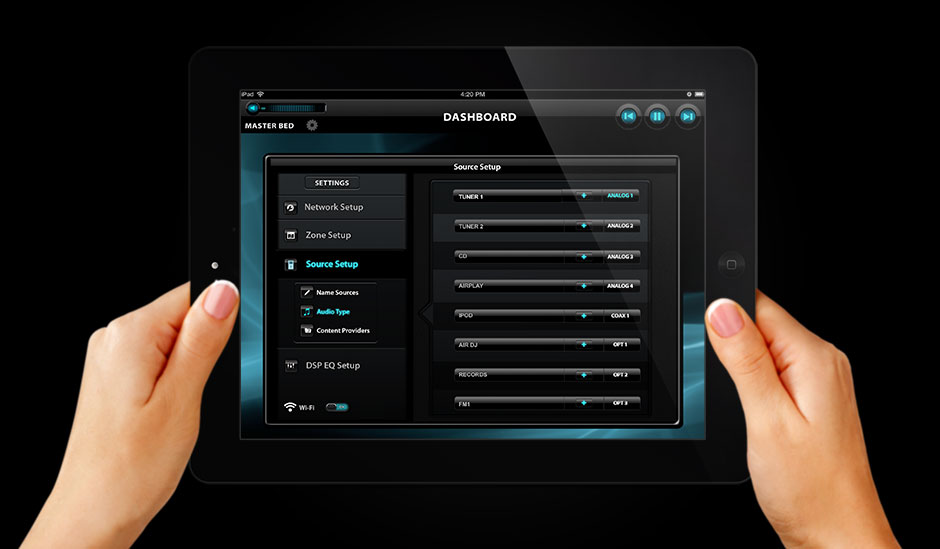 iPad
4:20 PM
MASTER BED
DASHBOARD
Source Setup
SETTINGS
Network Setup
Zone Setup
Source Setup
Name Sources
Audio Type
Content Providers
DSP EQ Setup
Wi-Fi
TUNER 1 ANALOG 1
TUNER 2 ANALOG 2
CD ANALOG 3
AIRPLAY ANALOG 4
IPOD COAX 1
AIR DJ OPT 1
RECORDS OPT 2
FM1 OPT 3